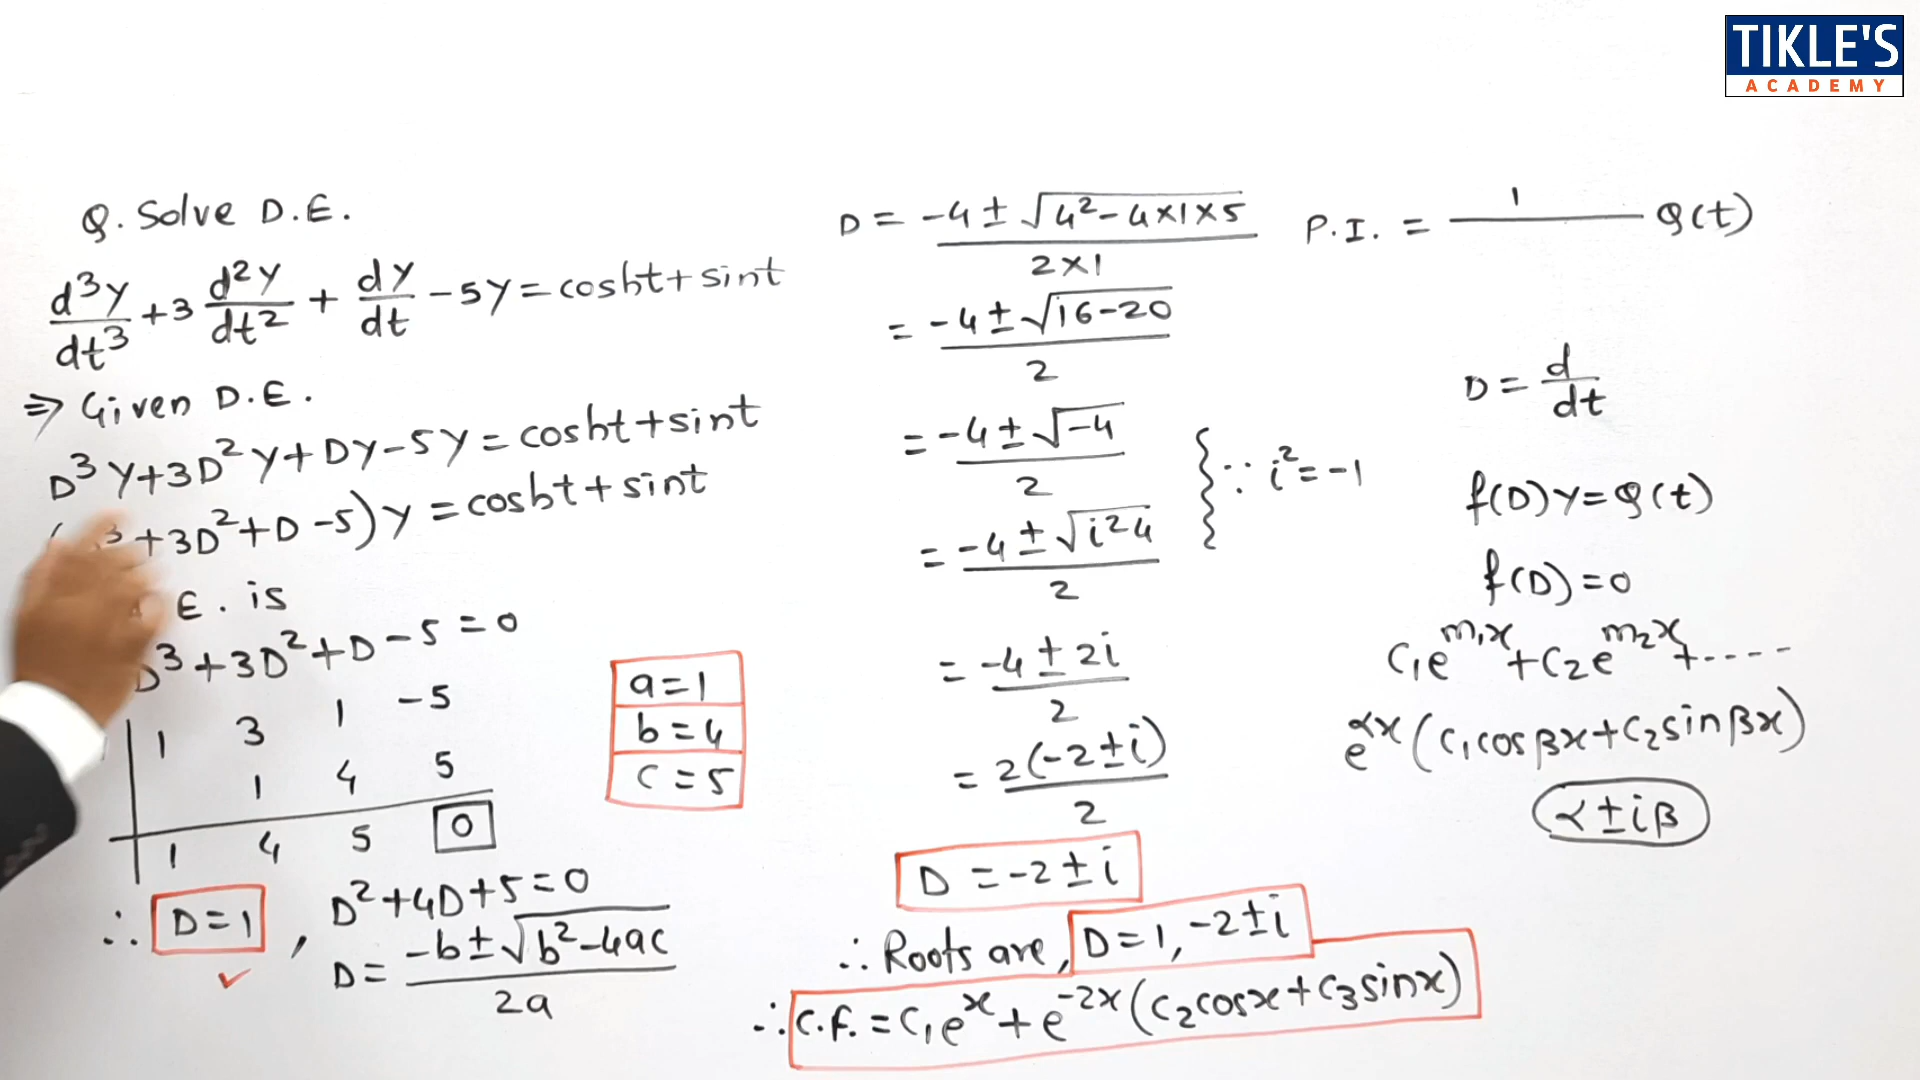 TIKLE'S
ACADEMY
Q. Solve D.E.
d³y/dt³ + 3 d²y/dt² + dy/dt - 5y = cosht + sint
⇒ Given D.E.
D³y + 3D²y + Dy - 5y = cosht + sint
³ + 3D² + D - 5) y = cosht + sint
E. is
D³ + 3D² + D - 5 = 0
1 3 1 -5
1 4 5
1 4 5 0
∴ D = 1 , D² + 4D + 5 = 0
D = (-b ± √(b² - 4ac))/2a
a = 1
b = 4
c = 5
D = (-4 ± √(4² - 4×1×5))/(2×1)
= (-4 ± √(16-20))/2
= (-4 ± √-4)/2
= (-4 ± √(i²4))/2 { ∵ i² = -1
= (-4 ± 2i)/2
= 2(-2 ± i)/2
D = -2 ± i
∴ Roots are, D = 1, -2 ± i
∴ C.F. = C₁eˣ + e⁻²ˣ (C₂cosx + C₃sinx)
P.I. = 1/ Q(t)
D = d/dt
f(D)y = Q(t)
f(D) = 0
C₁e^m₁x + C₂e^m₂x + ....
e^αx (C₁cosβx + C₂sinβx)
α ± iβ